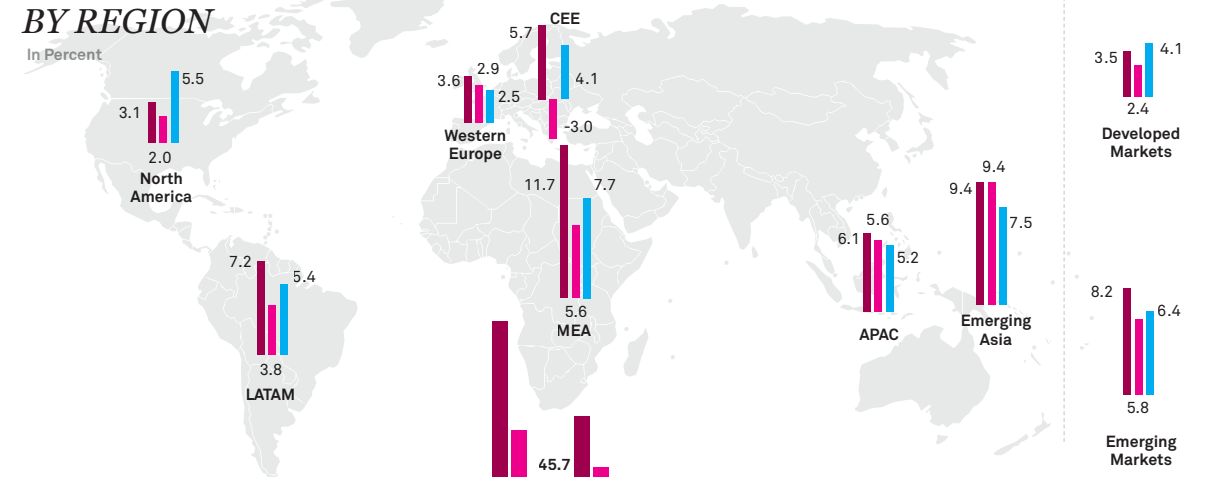 BY REGION
In Percent
5.5
3.1
2.0
North
America
7.2
5.4
3.8
LATAM
3.6
2.9
2.5
Western
Europe
CEE
5.7
4.1
-3.0
11.7
7.7
5.6
MEA
45.7
5.6
6.1
5.2
APAC
9.4
9.4
7.5
Emerging
Asia
3.5
4.1
2.4
Developed
Markets
8.2
6.4
5.8
Emerging
Markets